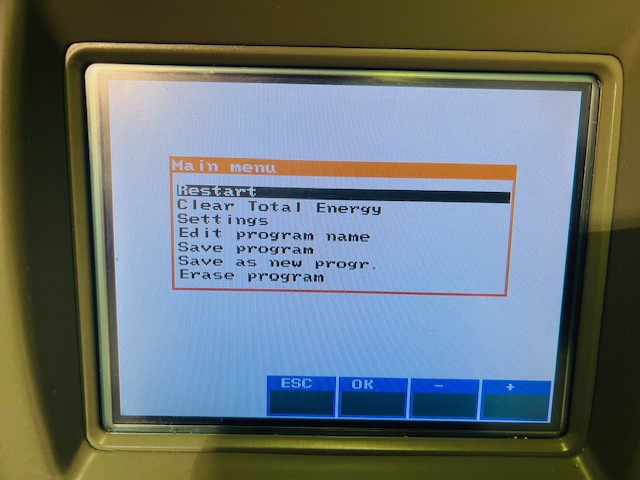 Main menu
Restart
Clear Total Energy
Settings
Edit program name
Save program
Save as new progr.
Erase program
ESC OK - +